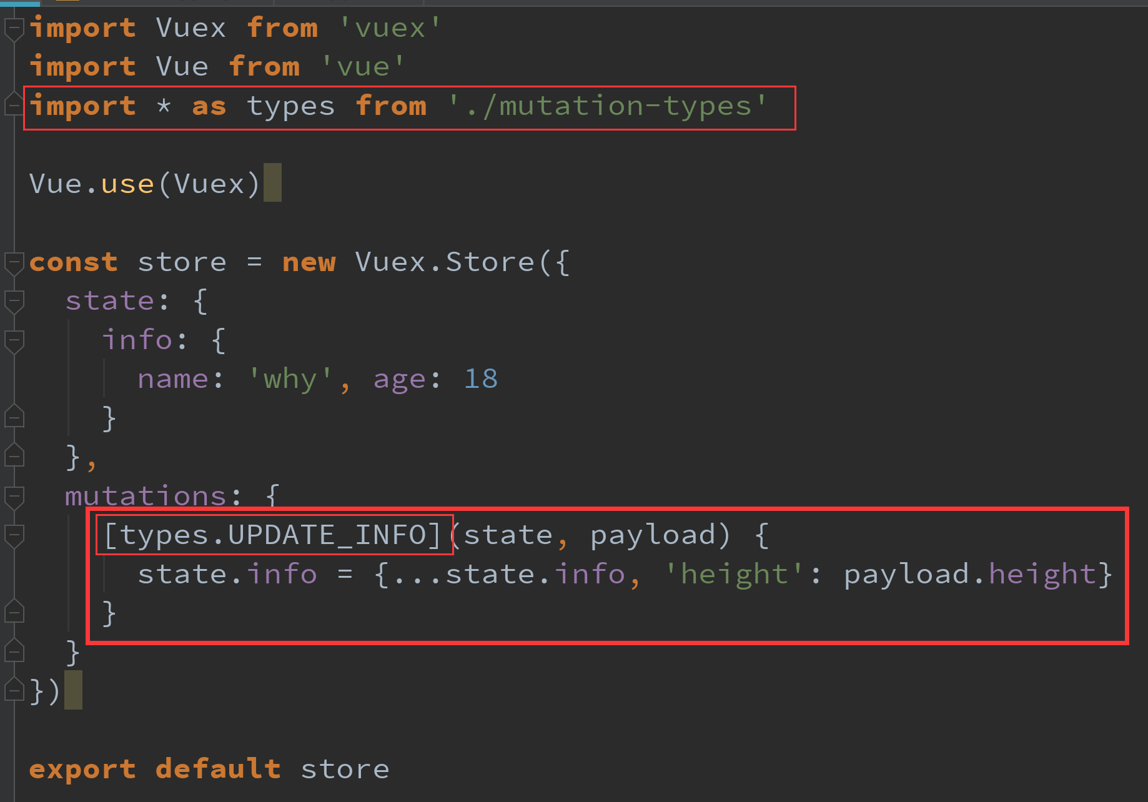 import Vuex from 'vuex'
import Vue from 'vue'
import * as types from './mutation-types'
Vue.use(Vuex)
const store = new Vuex.Store({
  state: {
    info: {
      name: 'why', age: 18
    }
  },
  mutations: {
    [types.UPDATE_INFO](state, payload) {
      state.info = {...state.info, 'height': payload.height}
    }
  }
})
export default store